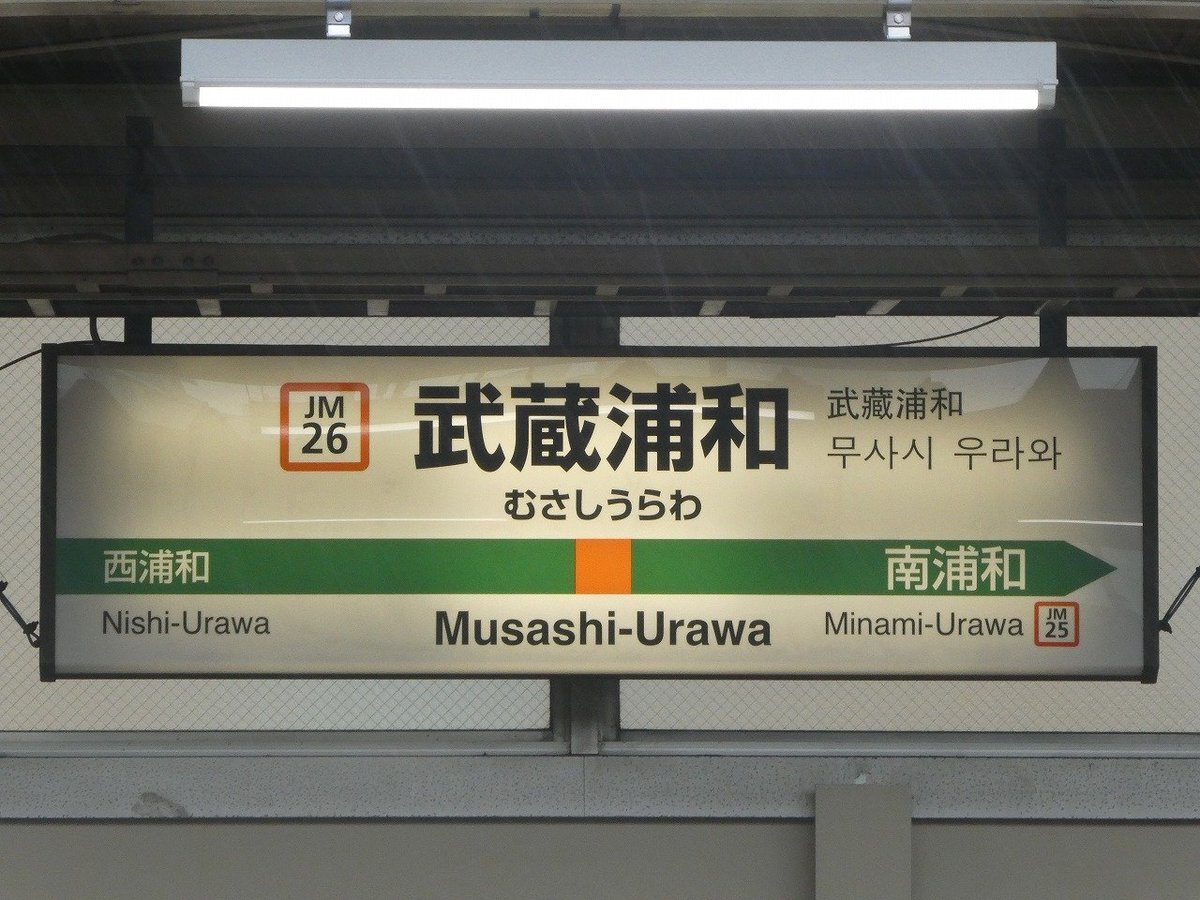 JM
26
武蔵浦和
むさしうらわ
武藏浦和
무사시 우라와
西浦和
南浦和
Nishi-Urawa
Musashi-Urawa
Minami-Urawa
JM
25